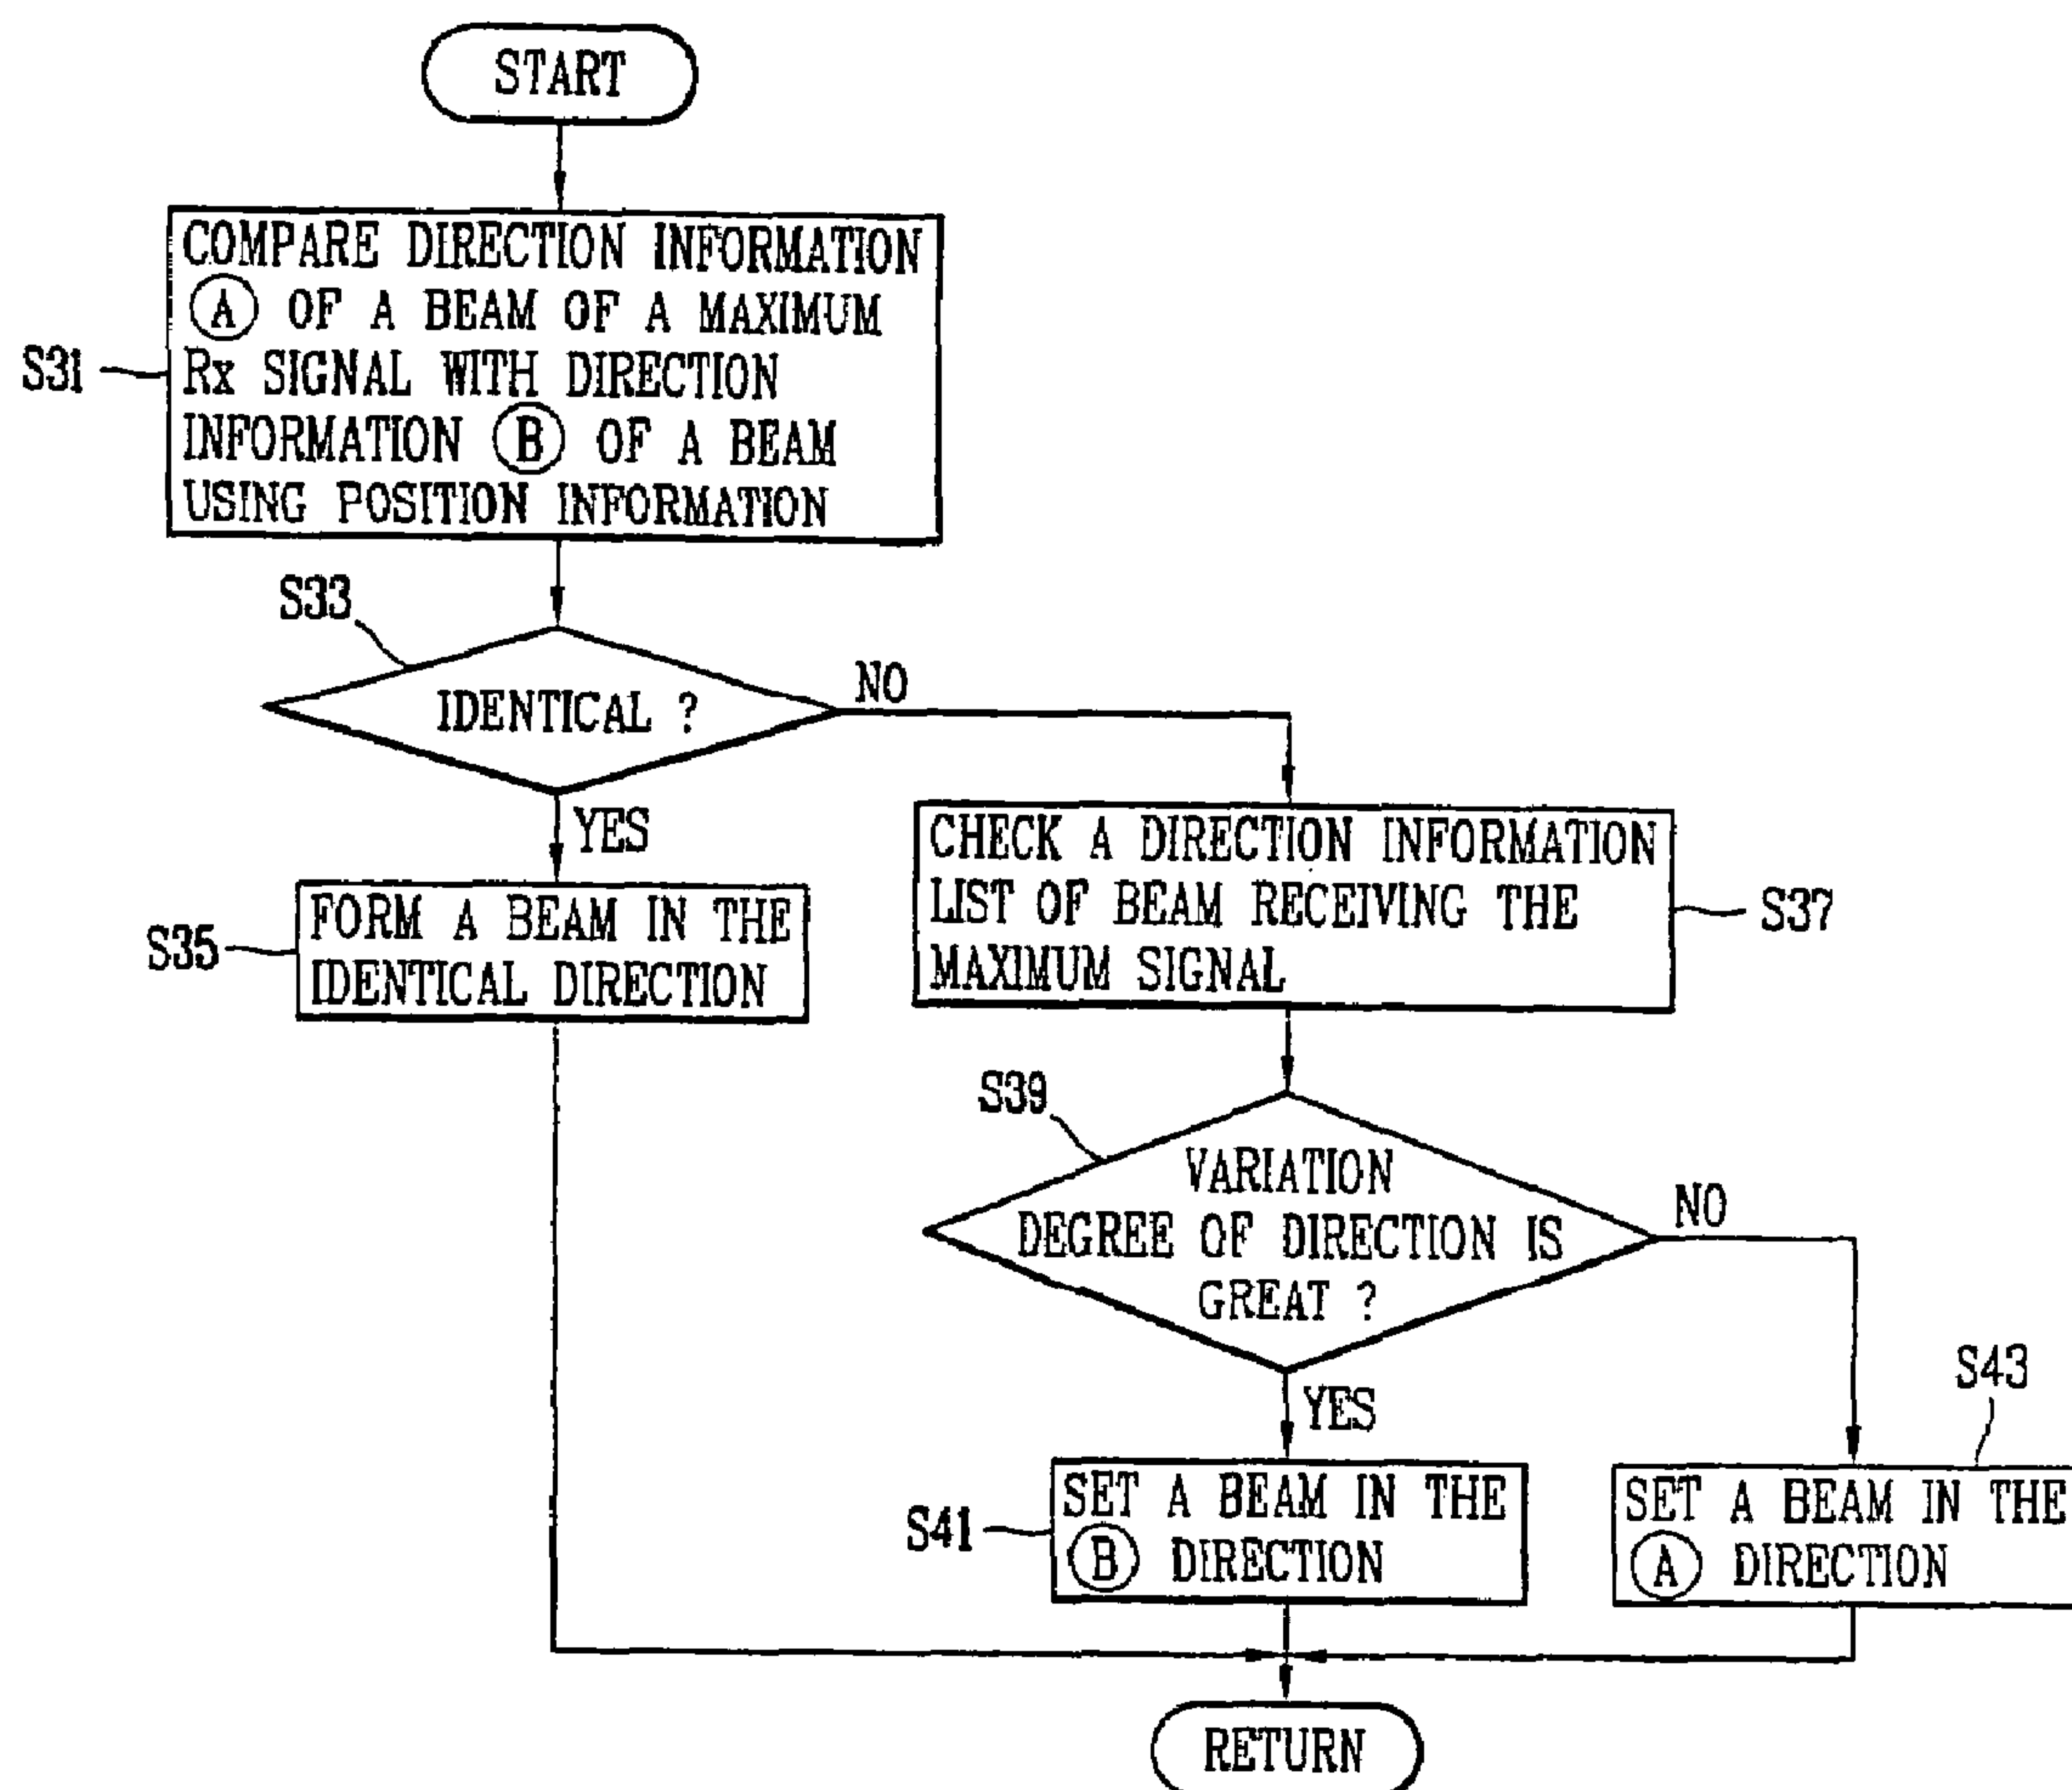 START
COMPARE DIRECTION INFORMATION
A OF A BEAM OF A MAXIMUM
Rx SIGNAL WITH DIRECTION
INFORMATION B OF A BEAM
USING POSITION INFORMATION
S31
S33
IDENTICAL ?
NO
YES
S35
FORM A BEAM IN THE
IDENTICAL DIRECTION
CHECK A DIRECTION INFORMATION
LIST OF BEAM RECEIVING THE
MAXIMUM SIGNAL
S37
S39
VARIATION
DEGREE OF DIRECTION IS
GREAT ?
NO
YES
S41
SET A BEAM IN THE
B DIRECTION
S43
SET A BEAM IN THE
A DIRECTION
RETURN